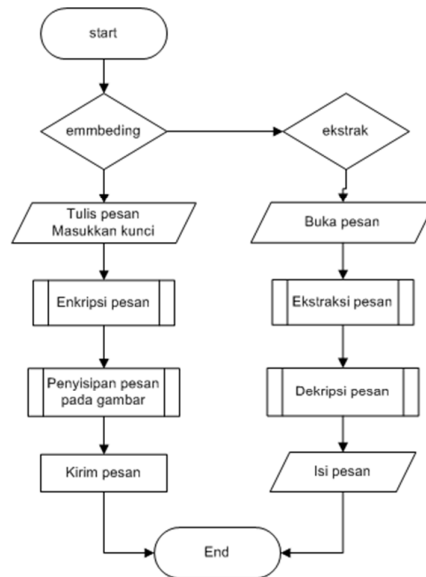 start
emmbeding
ekstrak
Tulis pesan
Masukkan kunci
Buka pesan
Enkripsi pesan
Ekstraksi pesan
Penyisipan pesan
pada gambar
Dekripsi pesan
Kirim pesan
Isi pesan
End